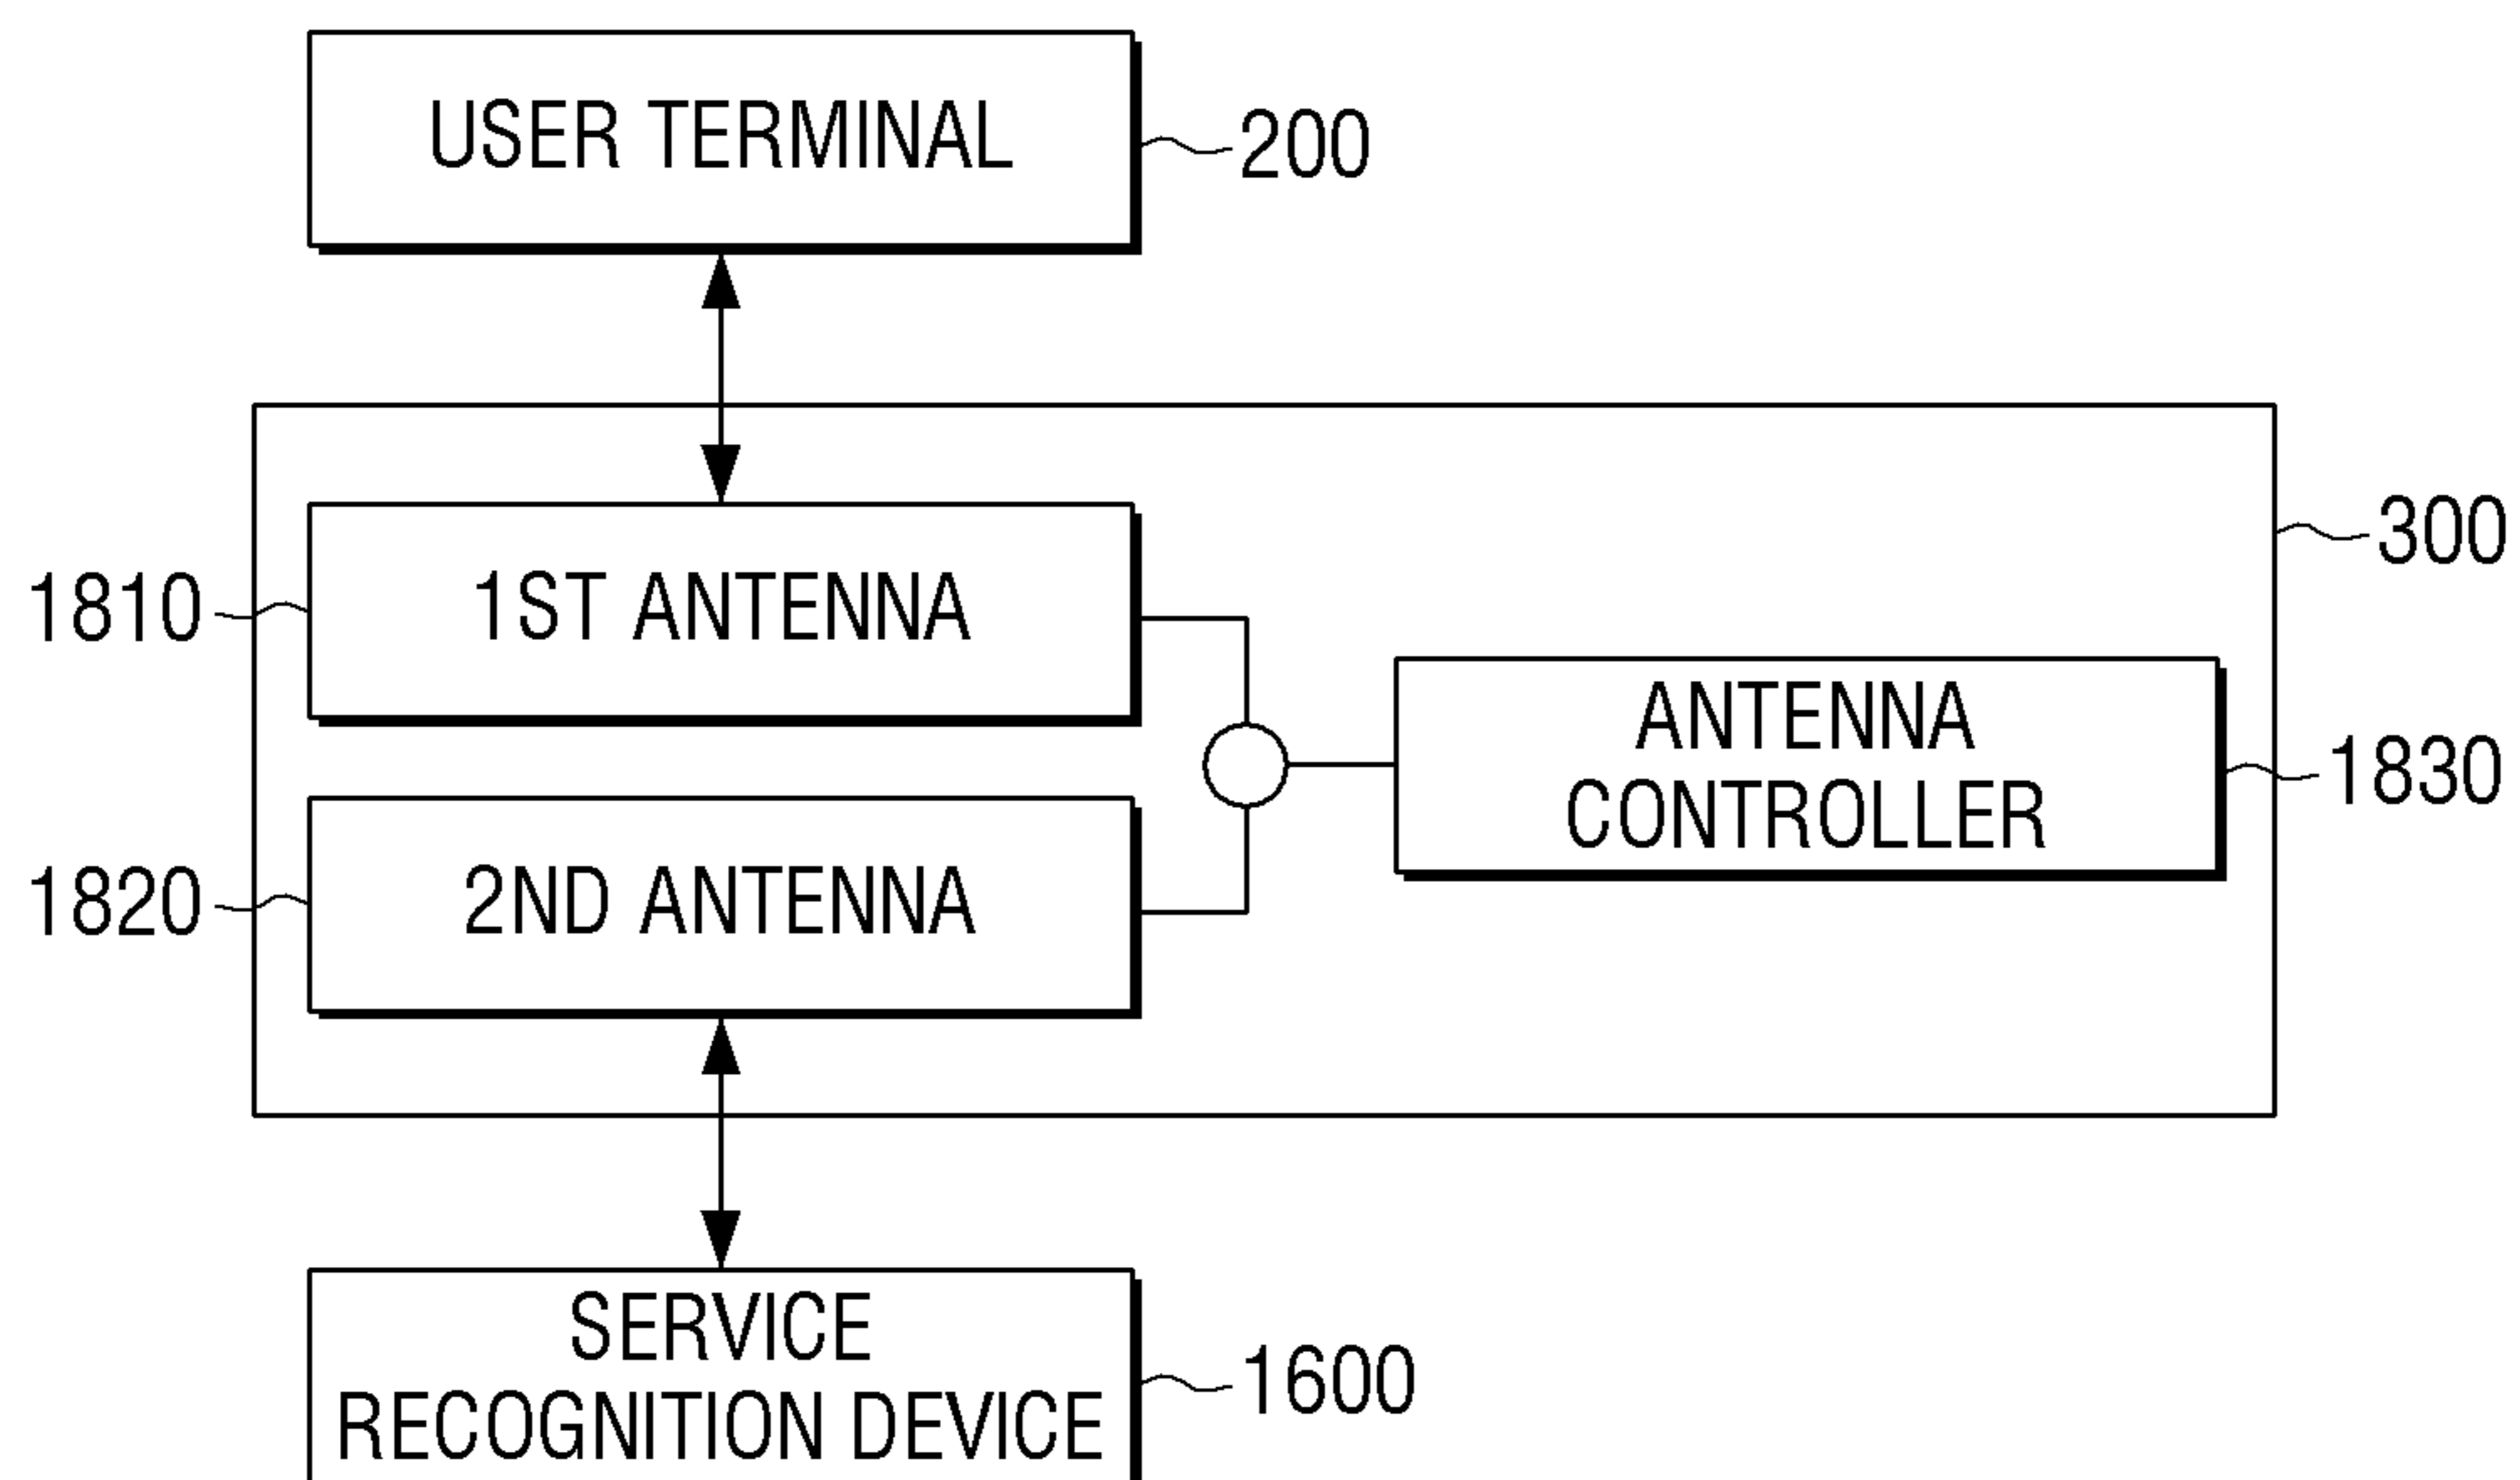 USER TERMINAL
200
300
1810
1ST ANTENNA
ANTENNA
CONTROLLER
1830
1820
2ND ANTENNA
SERVICE
RECOGNITION DEVICE
1600